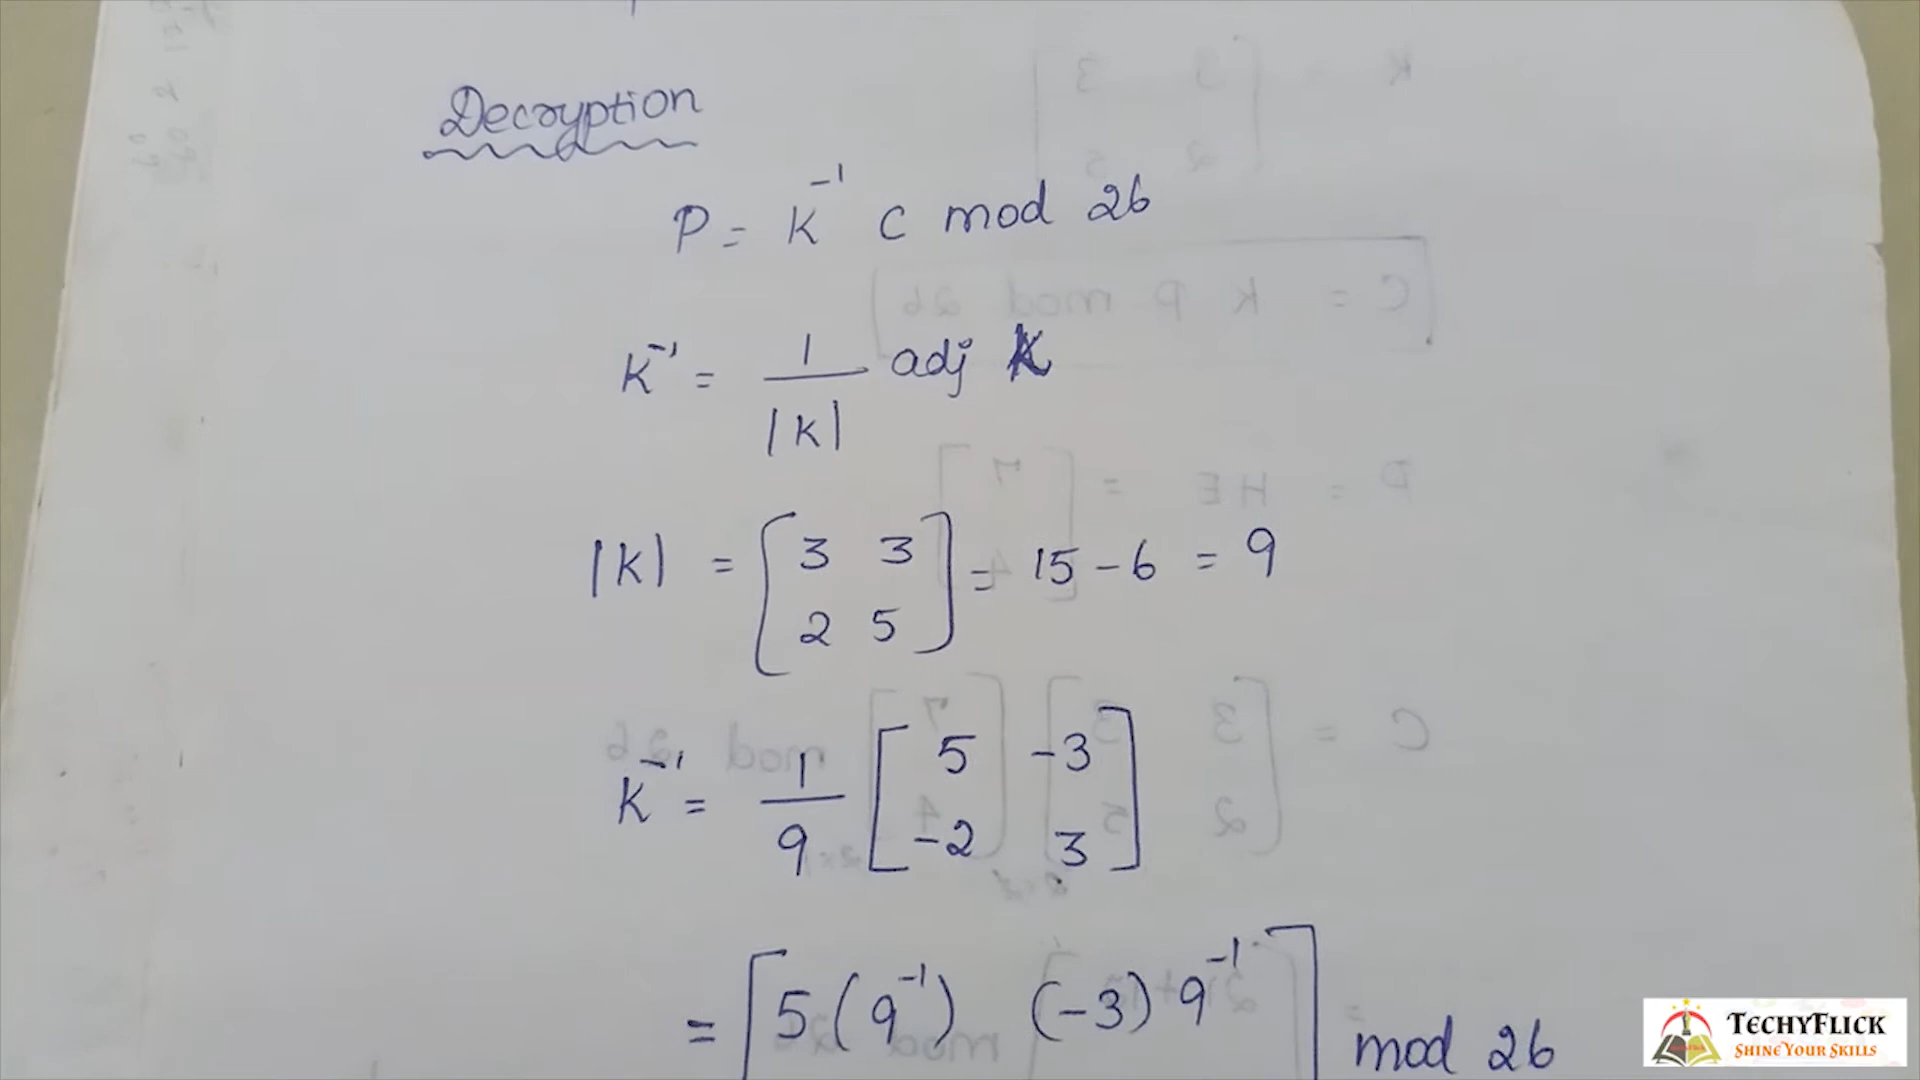 Decryption
P = K⁻¹ C mod 26
K⁻¹ = 1/|K| adj K
|K| = [3 3; 2 5] = 15 - 6 = 9
K⁻¹ = 1/9 [5 -3; -2 3]
= [5(9⁻¹) (-3)9⁻¹] mod 26
TECHYFLICK
SHINE YOUR SKILLS